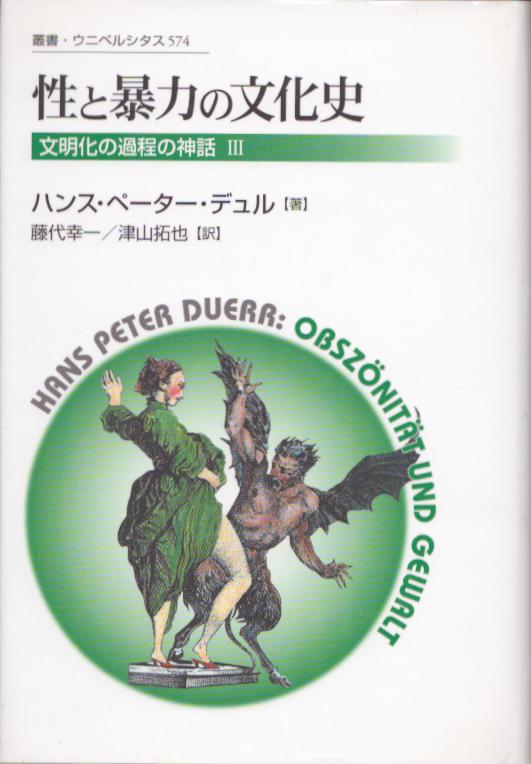 叢書・ウニベルシタス 574
性と暴力の文化史
文明化の過程の神話 III
ハンス・ペーター・デュル【著】
藤代幸一／津山拓也【訳】
HANS PETER DUERR: OBSZÖNITÄT UND GEWALT